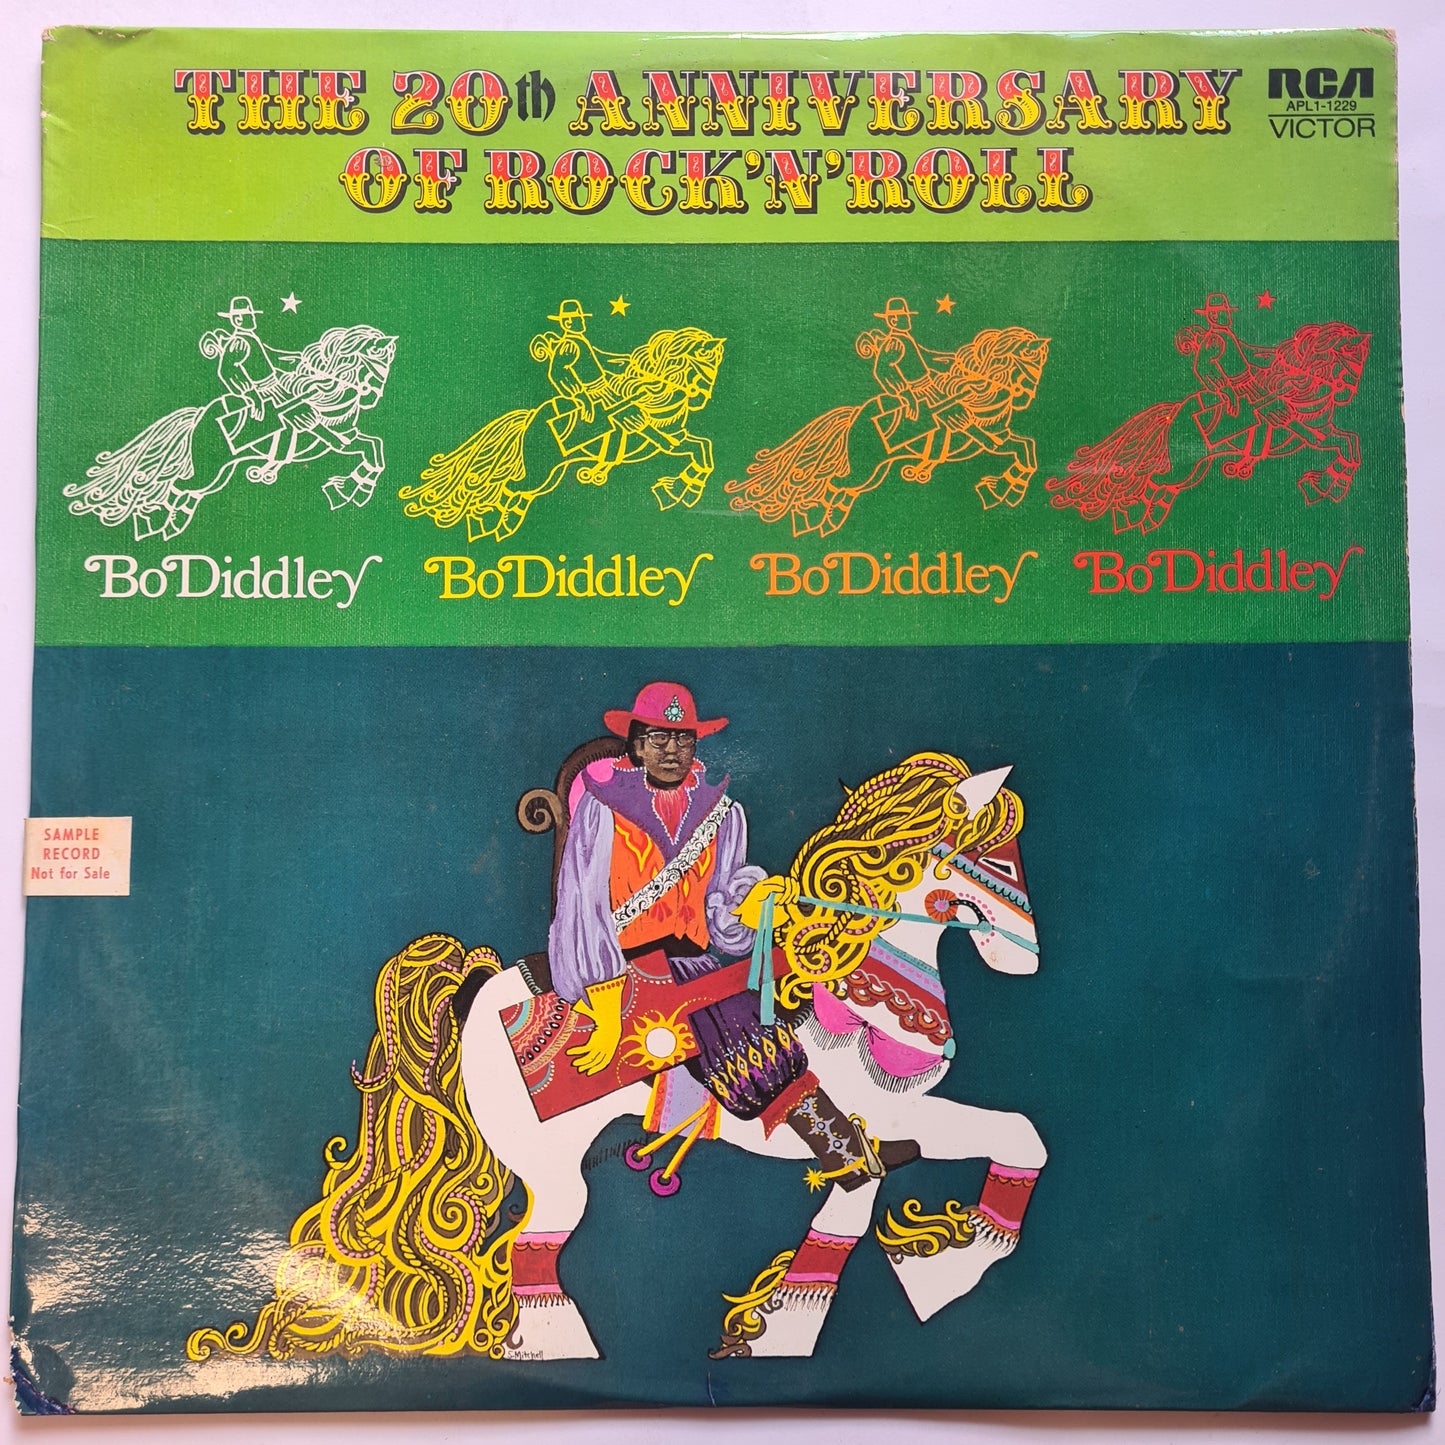 THE 20th ANNIVERSARY
OF ROCK'N'ROLL
RCA
APL1-1229
VICTOR
Bo Diddley
Bo Diddley
Bo Diddley
Bo Diddley
SAMPLE
RECORD
Not for Sale
S. Mitchell